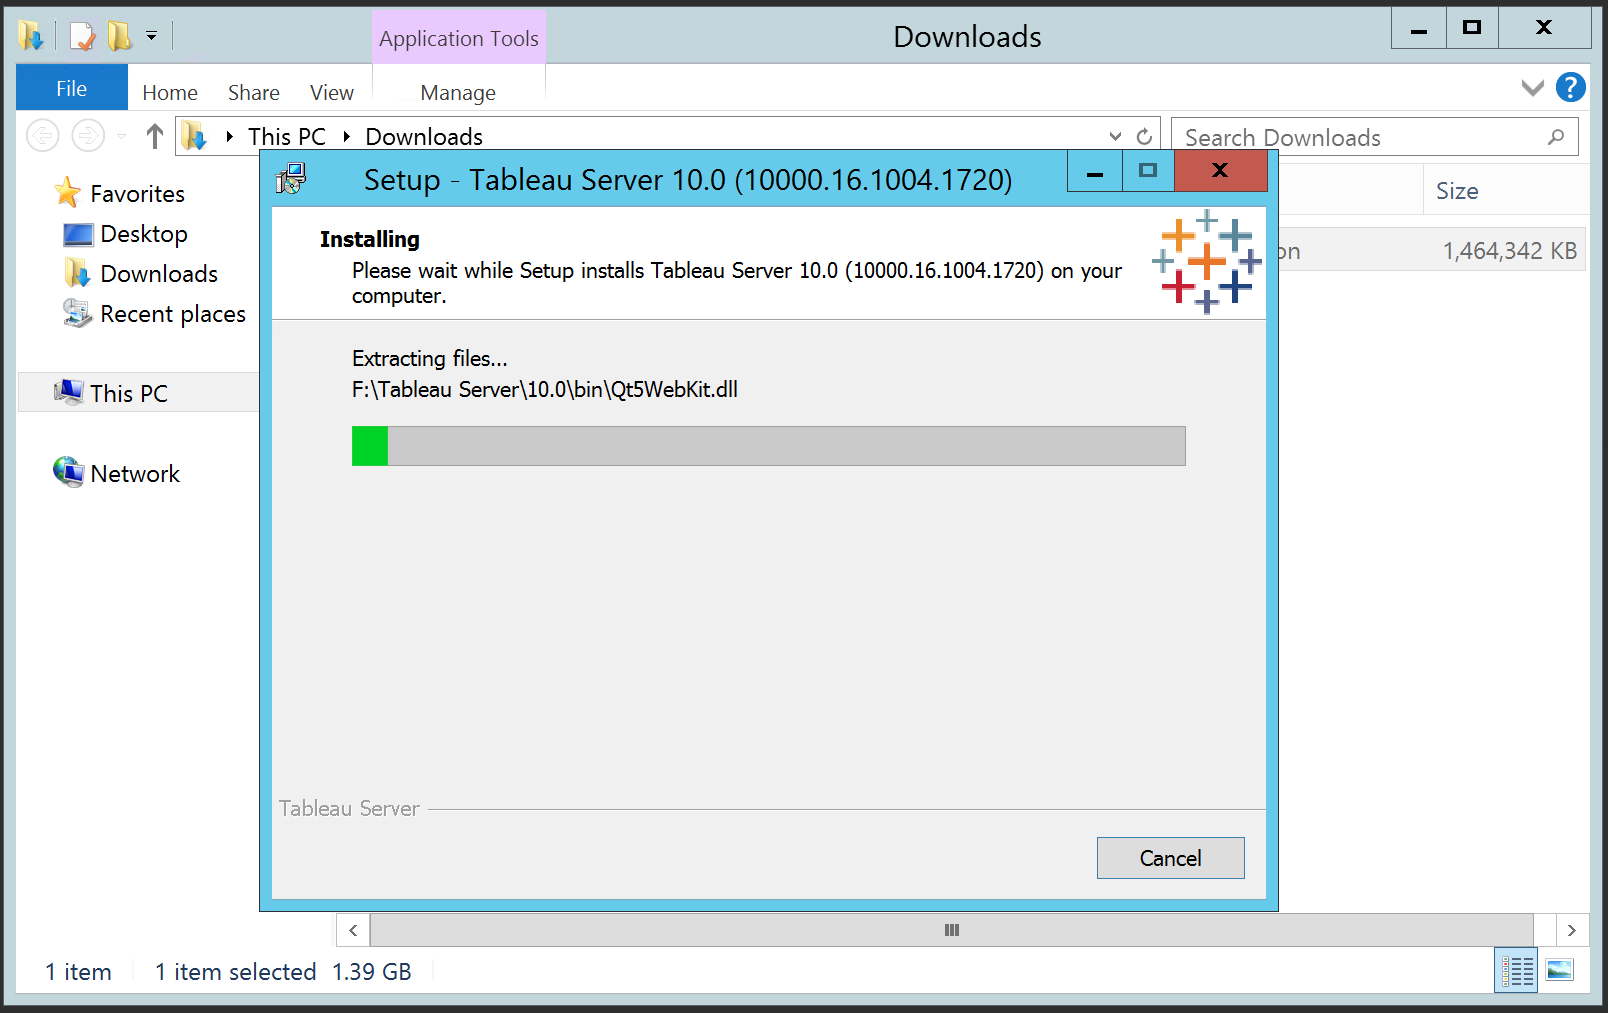 Application Tools
Downloads
File
Home
Share
View
Manage
?
This PC
Downloads
Search Downloads
Setup - Tableau Server 10.0 (10000.16.1004.1720)
Favorites
Desktop
Downloads
Recent places
This PC
Network
Size
on
1,464,342 KB
Installing
Please wait while Setup installs Tableau Server 10.0 (10000.16.1004.1720) on your
computer.
Extracting files...
F:\Tableau Server\10.0\bin\Qt5WebKit.dll
Tableau Server
Cancel
1 item
1 item selected
1.39 GB